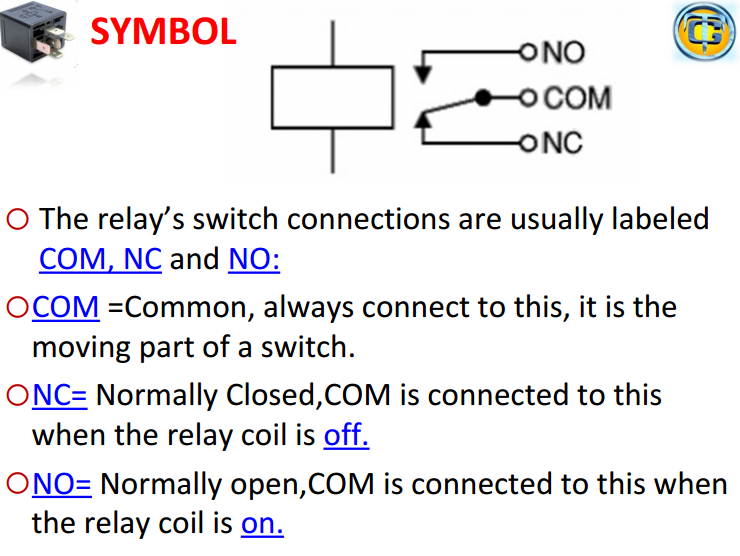 SYMBOL
NO
COM
NC
The relay’s switch connections are usually labeled
COM, NC and NO:
COM =Common, always connect to this, it is the
moving part of a switch.
NC= Normally Closed,COM is connected to this
when the relay coil is off.
NO= Normally open,COM is connected to this when
the relay coil is on.